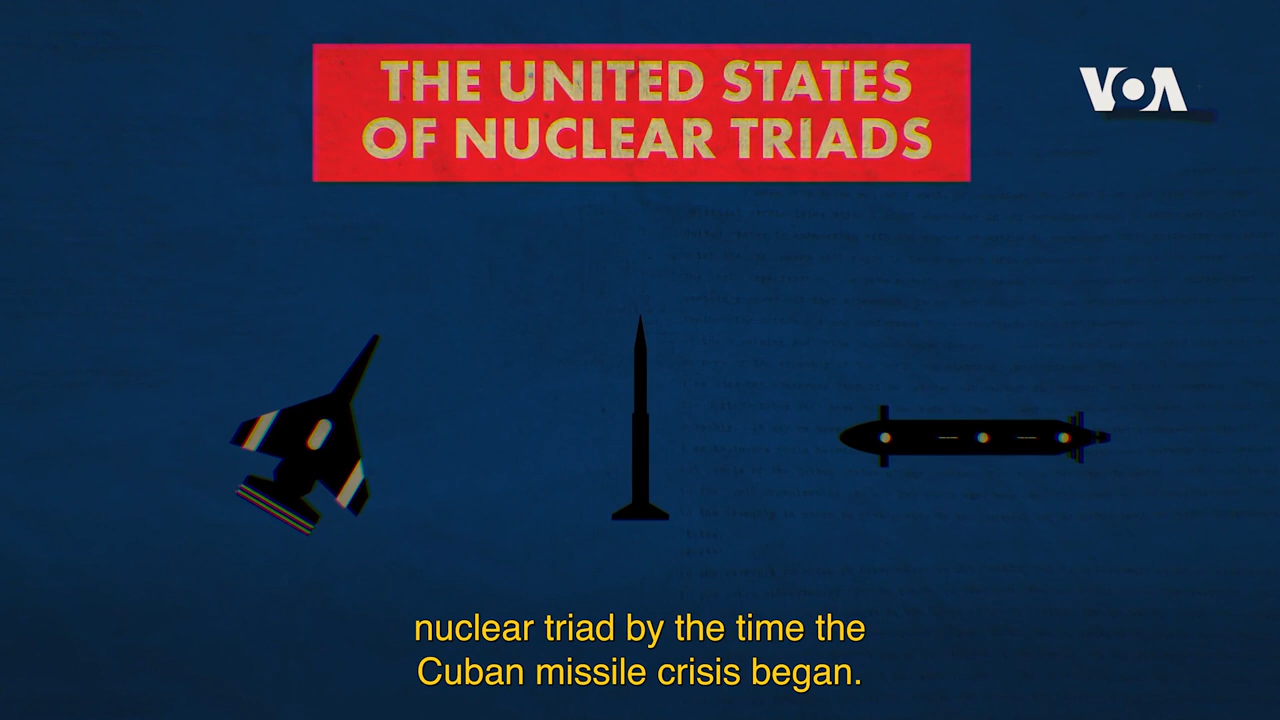 THE UNITED STATES
OF NUCLEAR TRIADS
VOA
nuclear triad by the time the
Cuban missile crisis began.